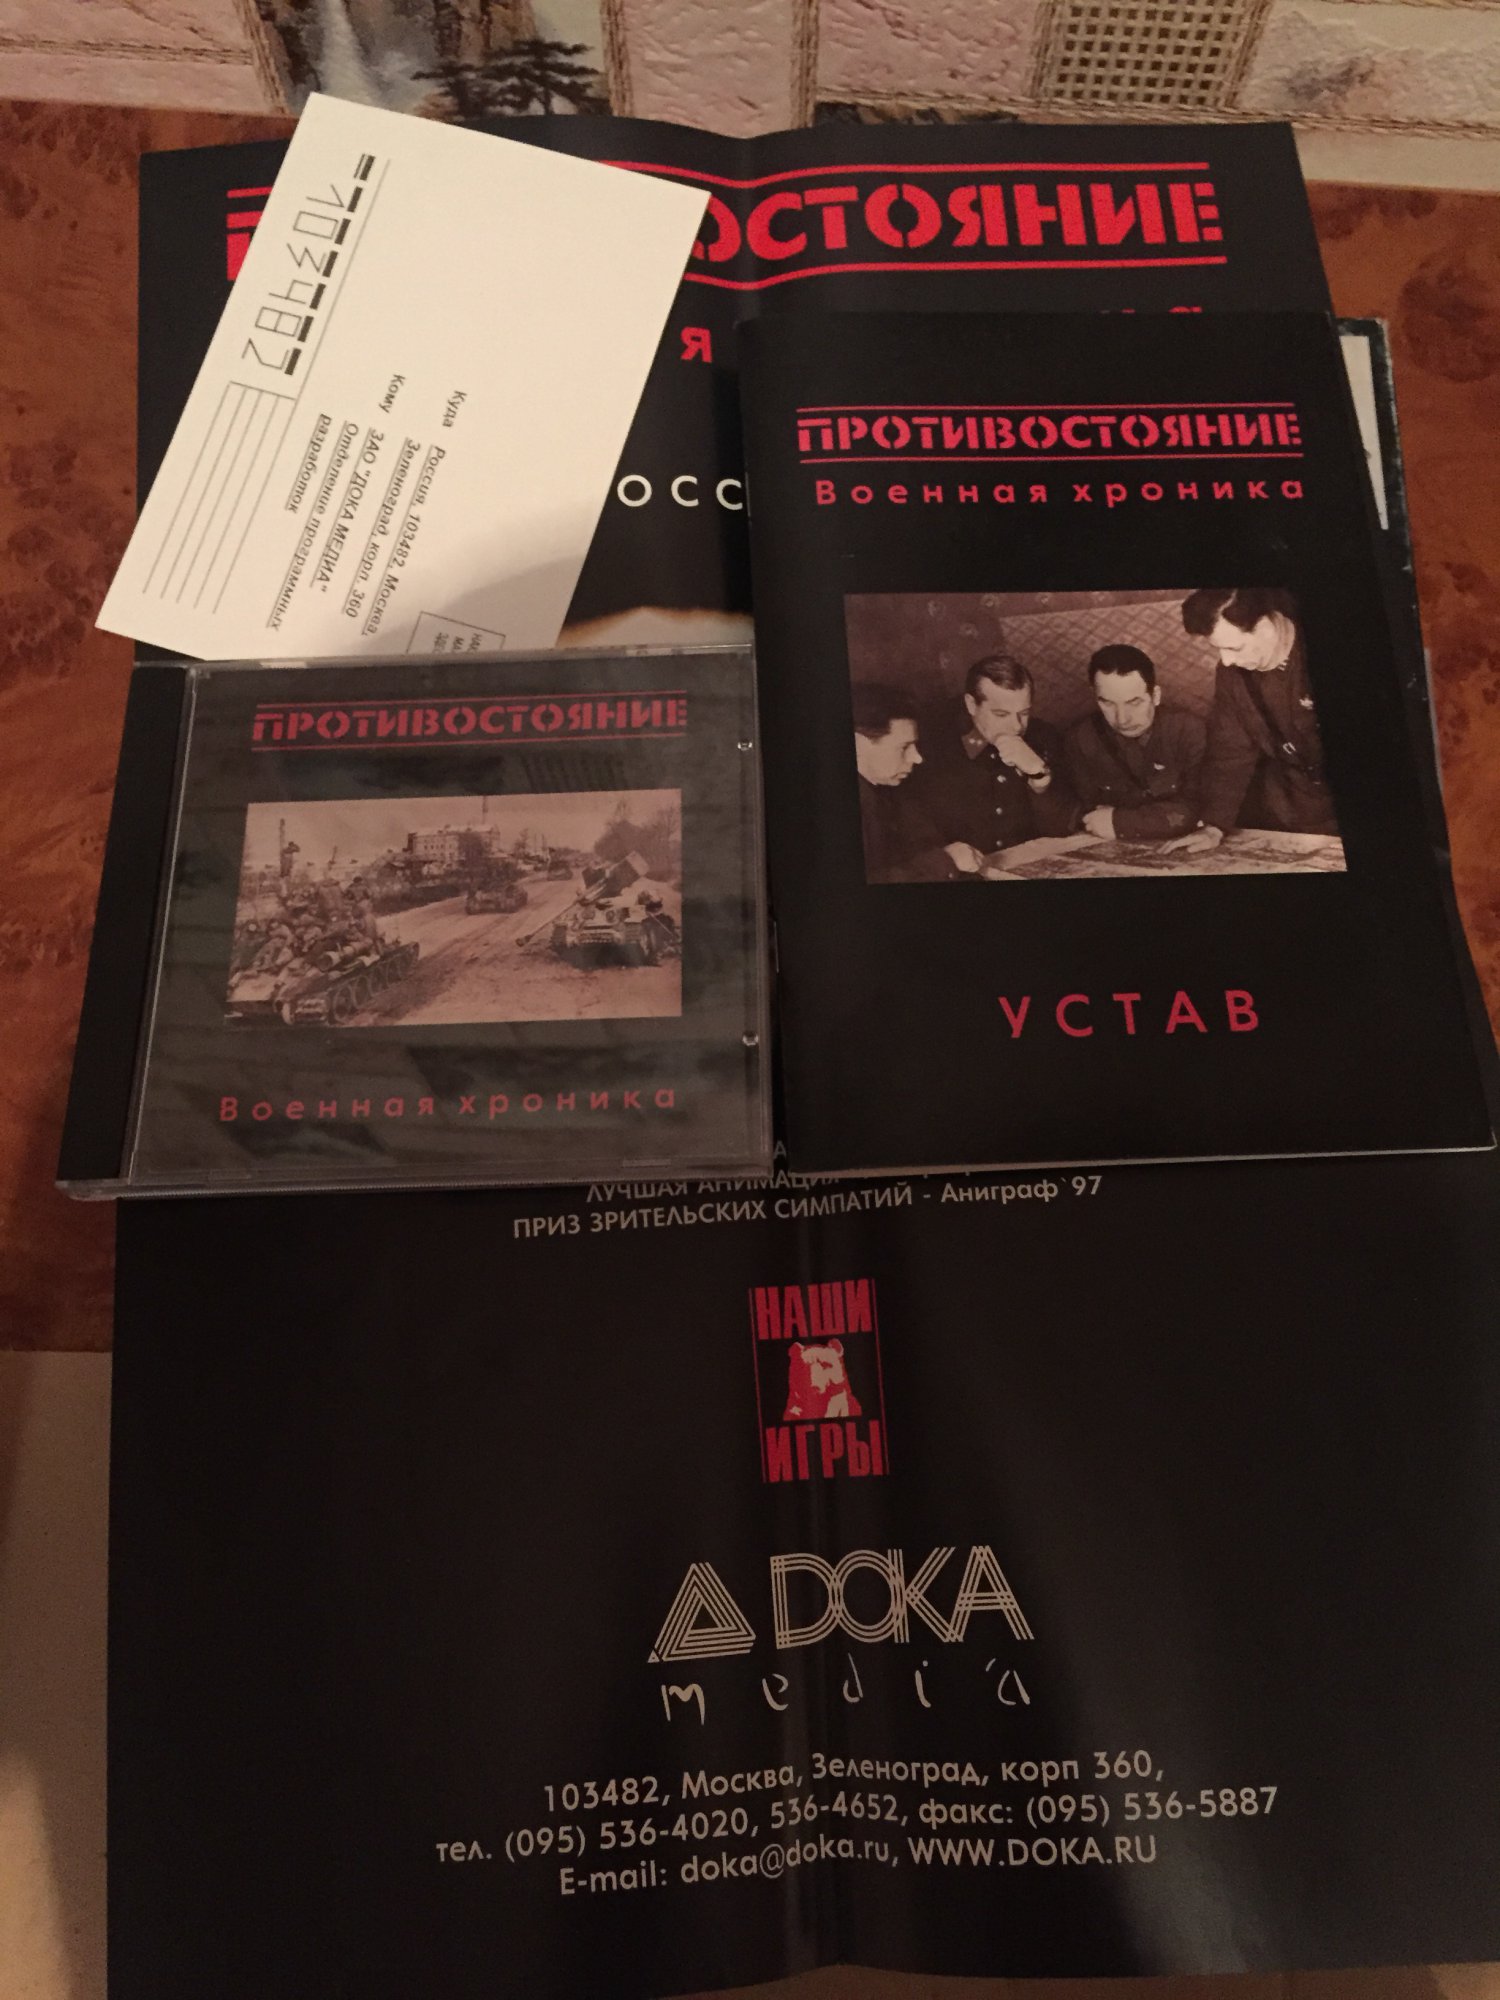 ОСТОЯНИЕ
Я
ОСС
103482
Куда Россия, 103482, Москва,
Зеленоград, корп. 360
Кому ЗАО "ДОКА МЕДИА"
Отделение программных
разработок
ПРОТИВОСТОЯНИЕ
Военная хроника
УСТАВ
ПРОТИВОСТОЯНИЕ
Военная хроника
ЛУЧШАЯ АНИМАЦИЯ
ПРИЗ ЗРИТЕЛЬСКИХ СИМПАТИЙ - Аниграф`97
НАШИ
ИГРЫ
DOKA
media
103482, Москва, Зеленоград, корп 360,
тел. (095) 536-4020, 536-4652, факс: (095) 536-5887
E-mail: doka@doka.ru, WWW.DOKA.RU